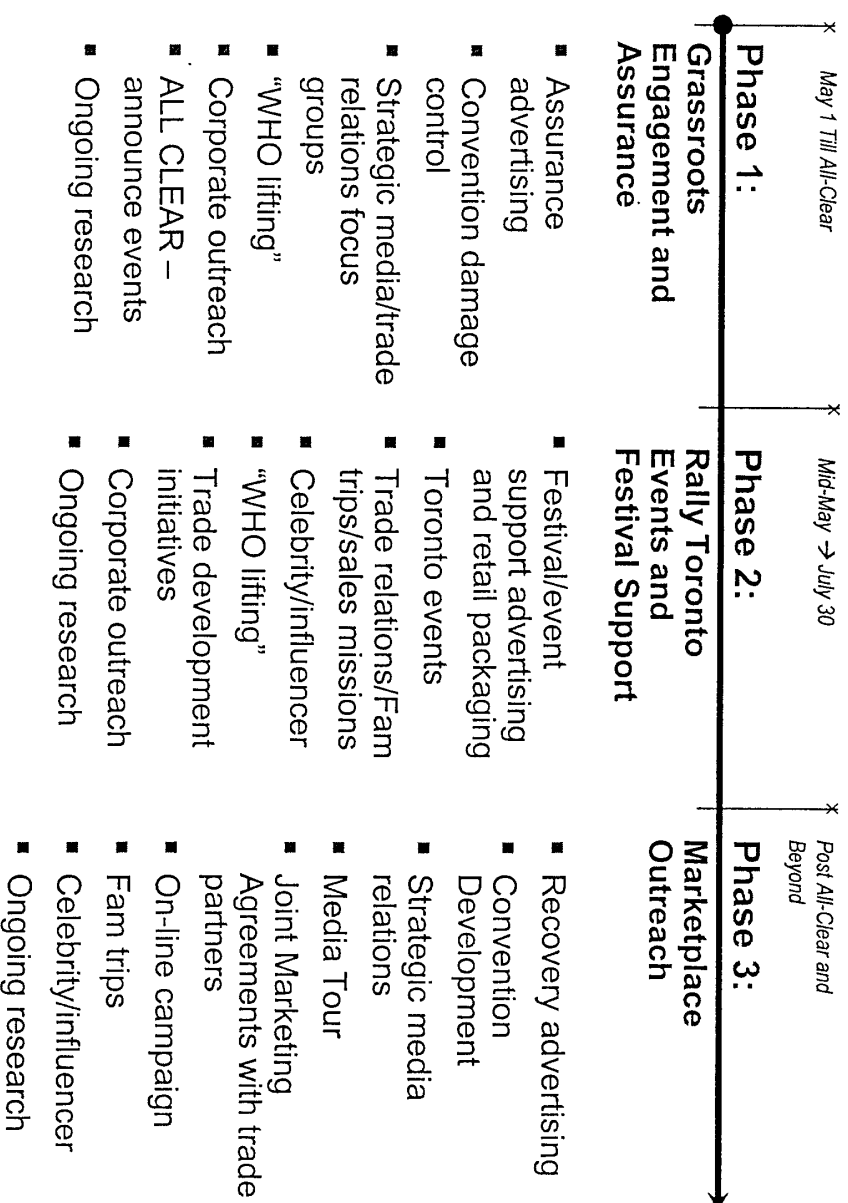 May 1 Till All-Clear
Phase 1:
Grassroots
Engagement and
Assurance
▪ Assurance
advertising
▪ Convention damage
control
▪ Strategic media/trade
relations focus
groups
▪ "WHO lifting"
▪ Corporate outreach
▪ ALL CLEAR –
announce events
▪ Ongoing research
Mid-May → July 30
Phase 2:
Rally Toronto
Events and
Festival Support
▪ Festival/event
support advertising
and retail packaging
▪ Toronto events
▪ Trade relations/Fam
trips/sales missions
▪ Celebrity/influencer
▪ "WHO lifting"
▪ Trade development
initiatives
▪ Corporate outreach
▪ Ongoing research
Post All-Clear and
Beyond
Phase 3:
Marketplace
Outreach
▪ Recovery advertising
▪ Convention
Development
▪ Strategic media
relations
▪ Media Tour
▪ Joint Marketing
Agreements with trade
partners
▪ On-line campaign
▪ Fam trips
▪ Celebrity/influencer
▪ Ongoing research